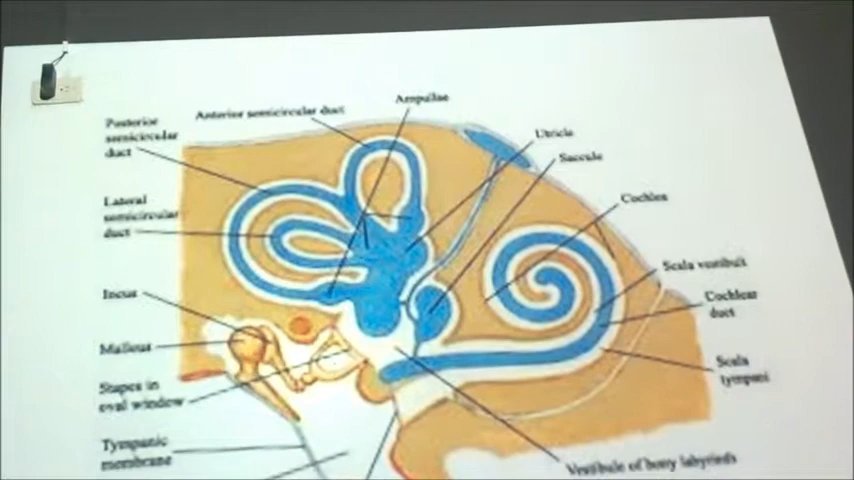 Ampullae
Anterior semicircular duct
Posterior
semicircular
duct
Utricle
Saccule
Lateral
semicircular
duct
Cochlea
Scala vestibuli
Incus
Cochlear
duct
Malleus
Scala
tympani
Stapes in
oval window
Tympanic
membrane
Vestibule of bony labyrinth